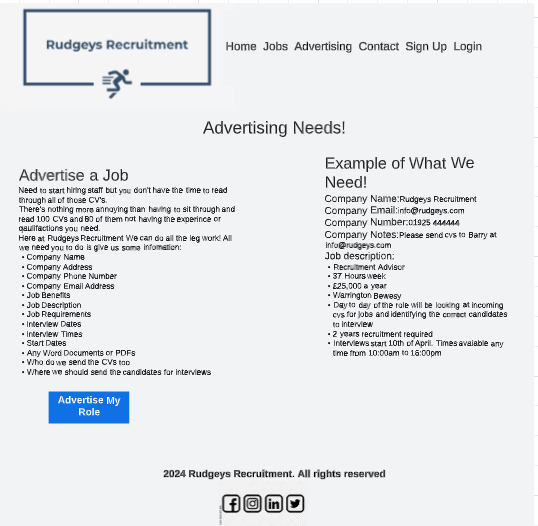 Rudgeys Recruitment
Home Jobs Advertising Contact Sign Up Login
Advertising Needs!
Advertise a Job
Need to start hiring staff but you don't have the time to read
through all of those CV's.
There's nothing more annoying than having to sit through and
read 100 CVs and 80 of them not having the experince or
qaulifactions you need.
Here at Rudgeys Recruitment We can do all the leg work! All
we need you to do is give us some information:
• Company Name
• Company Address
• Company Phone Number
• Company Email Address
• Job Benefits
• Job Description
• Job Requirements
• Interview Dates
• Interview Times
• Start Dates
• Any Word Documents or PDFs
• Who do we send the CVs too
• Where we should send the candidates for interviews
Advertise My
Role
Example of What We
Need!
Company Name:Rudgeys Recruitment
Company Email:info@rudgeys.com
Company Number:01925 444444
Company Notes:Please send cvs to Barry at
info@rudgeys.com
Job description:
• Recruitment Advisor
• 37 Hours week
• £25,000 a year
• Warrington Bewasy
• Day to day of the role will be looking at incoming
cvs for jobs and identifying the correct candidates
to interview
• 2 years recruitment required
• Interviews start 10th of April. Times avaiable any
time from 10:00am to 16:00pm
2024 Rudgeys Recruitment. All rights reserved